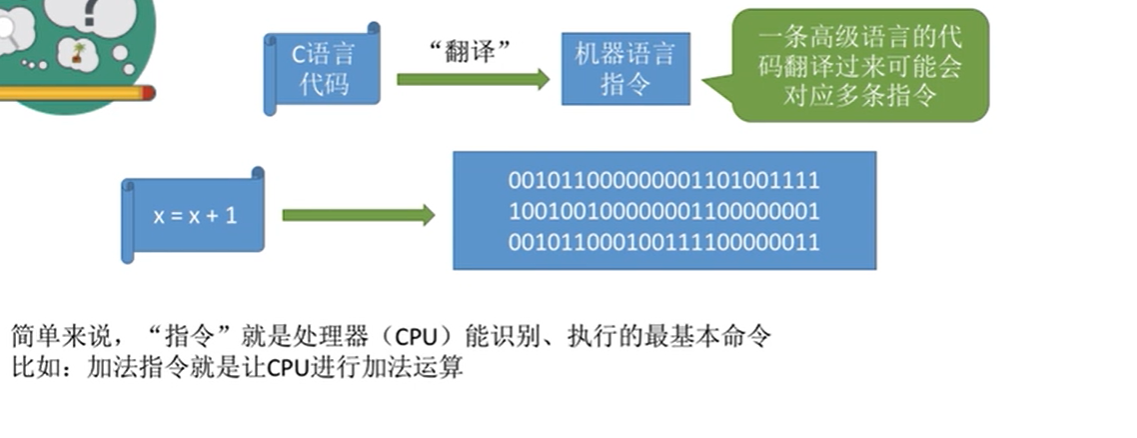 ?
C语言
代码
“翻译”
机器语言
指令
一条高级语言的代
码翻译过来可能会
对应多条指令
x = x + 1
001011000000001101001111
100100100000001100000001
001011000100111100000011
简单来说，“指令”就是处理器（CPU）能识别、执行的最基本命令
比如：加法指令就是让CPU进行加法运算